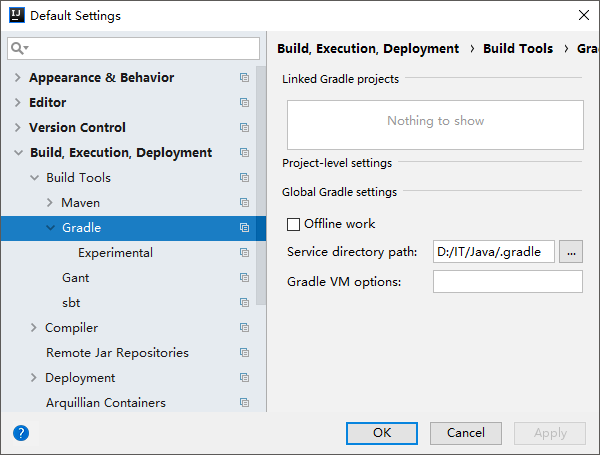 IJ
Default Settings
Build, Execution, Deployment › Build Tools › Gra
Appearance & Behavior
Editor
Version Control
Build, Execution, Deployment
Build Tools
Maven
Gradle
Experimental
Gant
sbt
Compiler
Remote Jar Repositories
Deployment
Arquillian Containers
Linked Gradle projects
Nothing to show
Project-level settings
Global Gradle settings
Offline work
Service directory path: D:/IT/Java/.gradle ...
Gradle VM options:
?
OK Cancel Apply